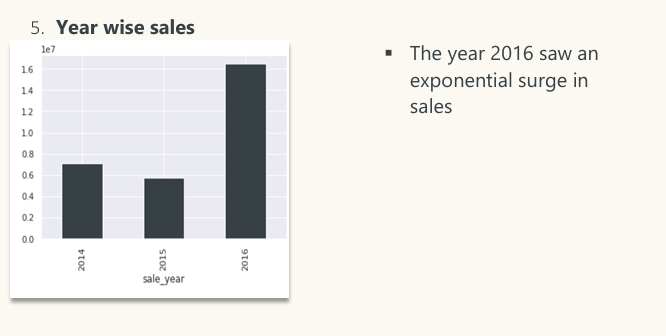 5. Year wise sales
1e7
1.6
1.4
1.2
1.0
0.8
0.6
0.4
0.2
0.0
2014
2015
2016
sale_year
▪ The year 2016 saw an
exponential surge in
sales